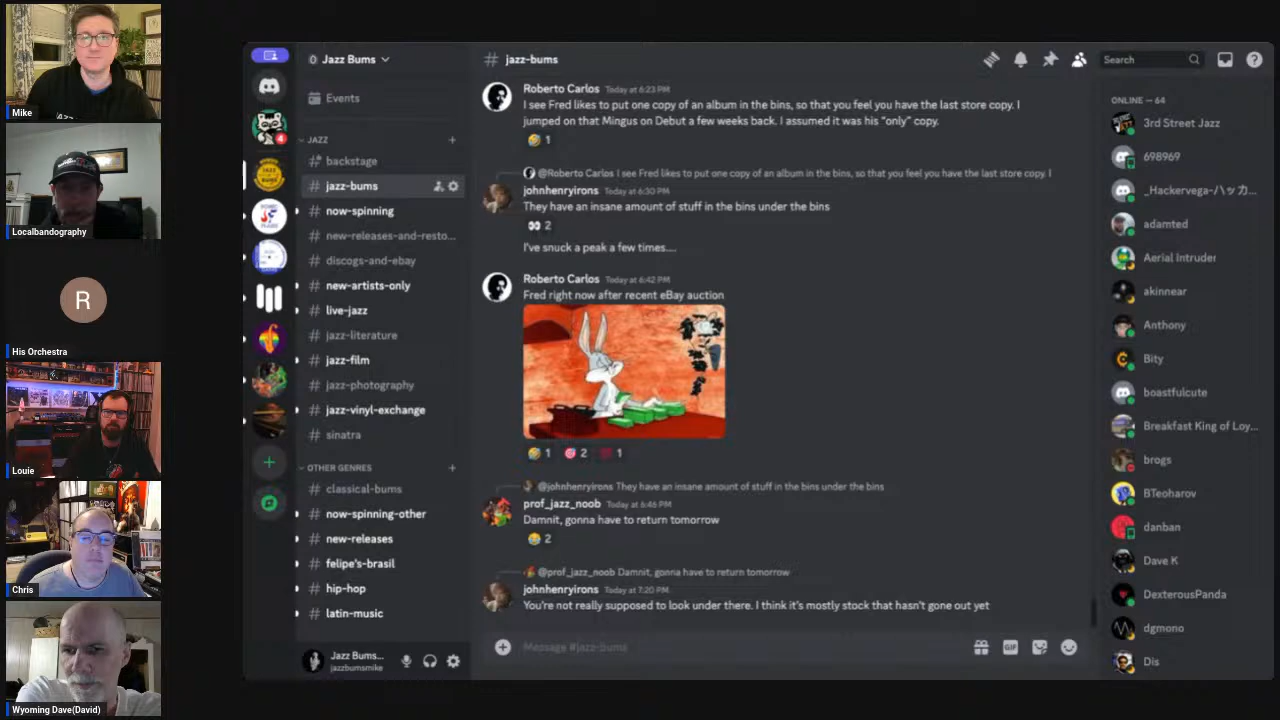 Mike
Localbandography
R
His Orchestra
Louie
Chris
Wyoming Dave(David)
Jazz Bums
Events
JAZZ
backstage
jazz-bums
now-spinning
new-releases-and-resto...
discogs-and-ebay
new-artists-only
live-jazz
jazz-literature
jazz-film
jazz-photography
jazz-vinyl-exchange
sinatra
OTHER GENRES
classical-bums
now-spinning-other
new-releases
felipe's-brasil
hip-hop
latin-music
Jazz Bums...
jazzbumsmike
# jazz-bums
Search
Roberto Carlos Today at 6:23 PM
I see Fred likes to put one copy of an album in the bins, so that you feel you have the last store copy. I
jumped on that Mingus on Debut a few weeks back. I assumed it was his "only" copy.
1
@Roberto Carlos I see Fred likes to put one copy of an album in the bins, so that you feel you have the last store copy. I
johnhenryirons Today at 6:30 PM
They have an insane amount of stuff in the bins under the bins
2
I've snuck a peak a few times....
Roberto Carlos Today at 6:42 PM
Fred right now after recent eBay auction
1 2 1
@johnhenryirons They have an insane amount of stuff in the bins under the bins
prof_jazz_noob Today at 6:46 PM
Damnit, gonna have to return tomorrow
2
@prof_jazz_noob Damnit, gonna have to return tomorrow
johnhenryirons Today at 7:20 PM
You're not really supposed to look under there. I think it's mostly stock that hasn't gone out yet
Message #jazz-bums
GIF
ONLINE — 64
3rd Street Jazz
698969
_Hackervega-ハッカ...
adamted
Aerial Intruder
akinnear
Anthony
Bity
boastfulcute
Breakfast King of Loy...
brogs
BTeoharov
danban
Dave K
DexterousPanda
dgmono
Dis